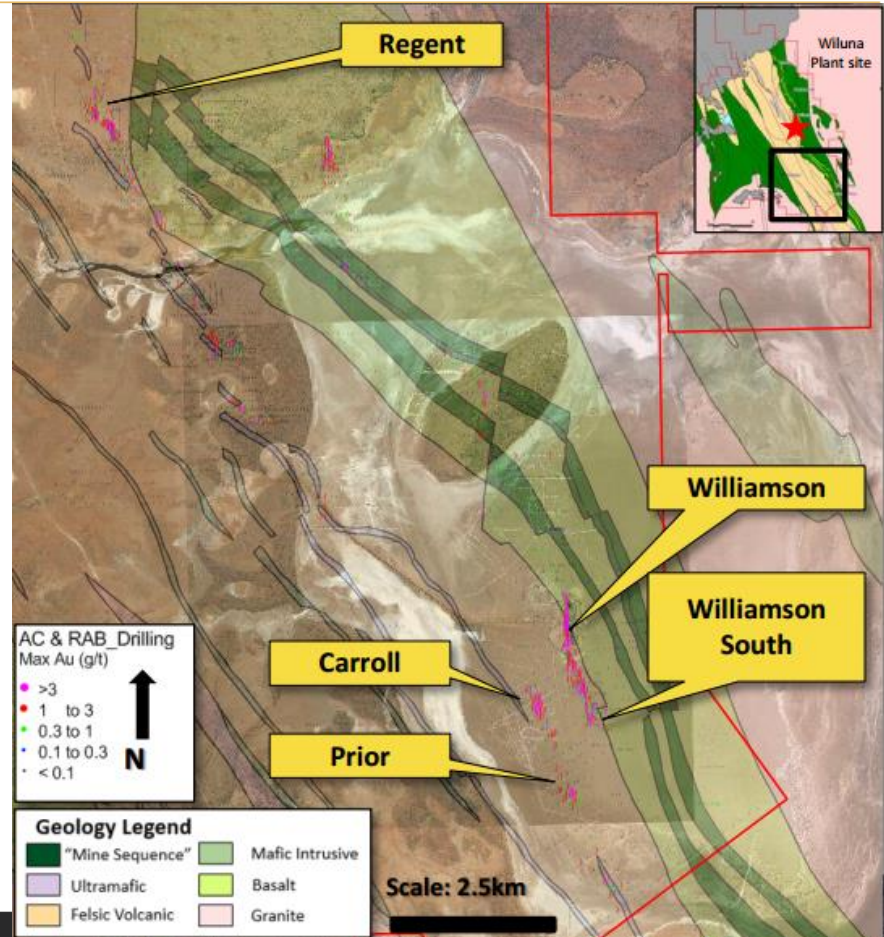 Regent
Wiluna
Plant site
Williamson
Williamson
South
Carroll
Prior
AC & RAB_Drilling
Max Au (g/t)
>3
1 to 3
0.3 to 1
0.1 to 0.3
< 0.1
N
Geology Legend
"Mine Sequence"
Mafic Intrusive
Ultramafic
Basalt
Felsic Volcanic
Granite
Scale: 2.5km